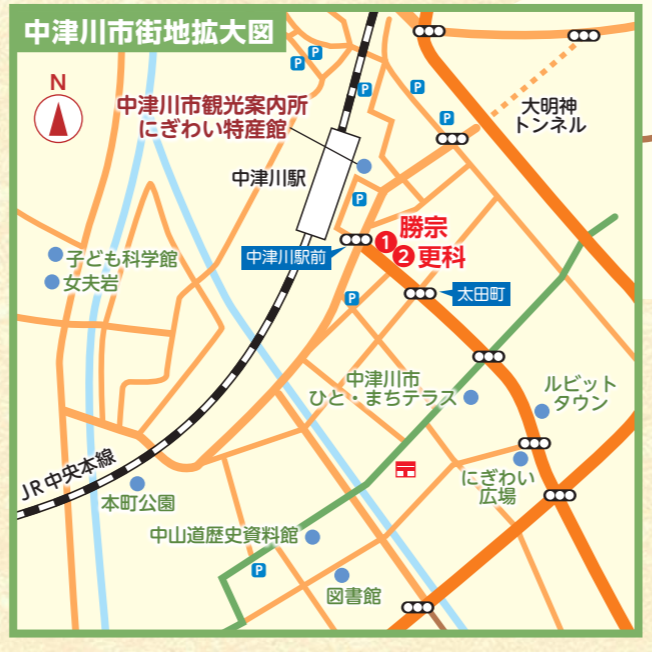 中津川市街地拡大図
P
P
N
P
P
中津川市観光案内所
にぎわい特産館
大明神
トンネル
P
中津川駅
P
勝宗
1
中津川駅前
2
更科
子ども科学館
女夫岩
P
太田町
中津川市
ひと・まちテラス
ルビット
タウン
JR中央本線
〒
にぎわい
広場
本町公園
中山道歴史資料館
P
図書館